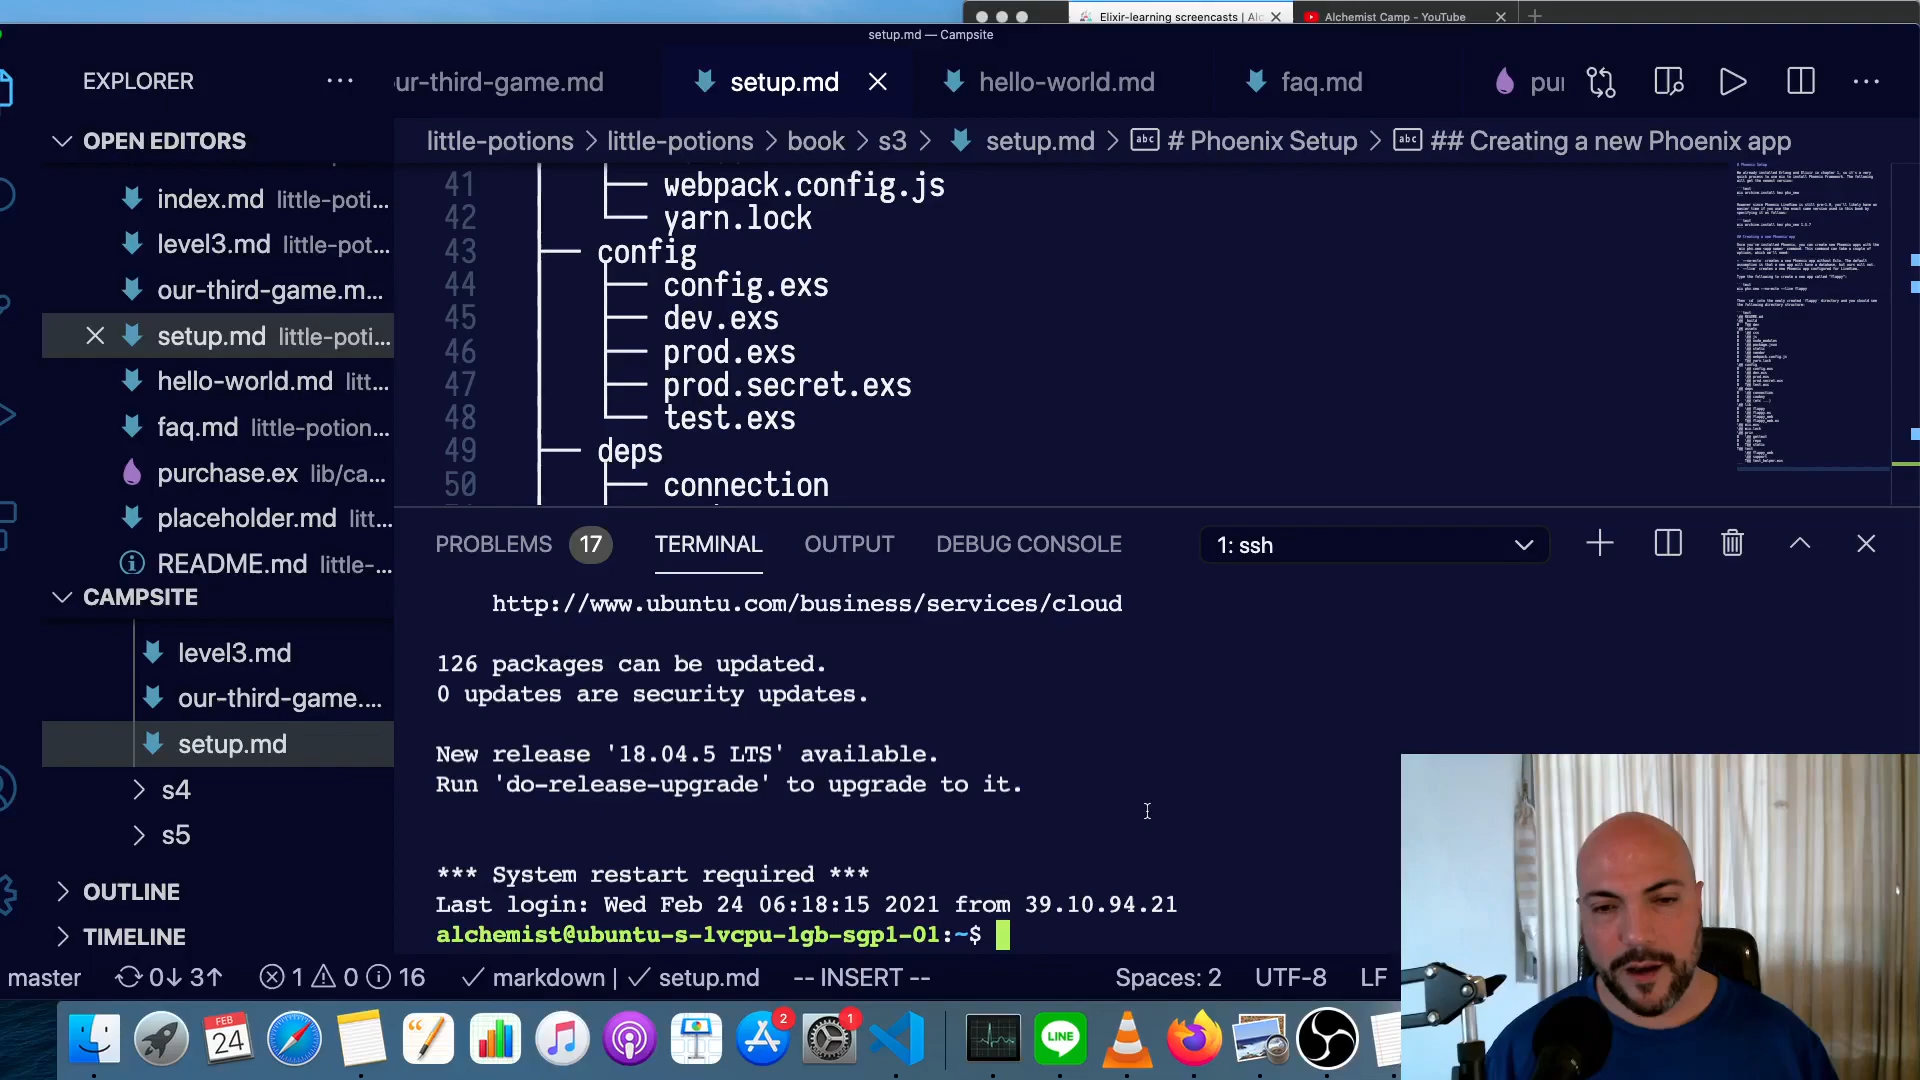 Elixir-learning screencasts | Alc
Alchemist Camp - YouTube
setup.md — Campsite
EXPLORER
ur-third-game.md
setup.md
hello-world.md
faq.md
pur
OPEN EDITORS
little-potions > little-potions > book > s3 > setup.md > # Phoenix Setup > ## Creating a new Phoenix app
index.md little-poti...
level3.md little-pot...
our-third-game.m...
setup.md little-poti...
hello-world.md litt...
faq.md little-potion...
purchase.ex lib/ca...
placeholder.md litt...
README.md little-...
CAMPSITE
level3.md
our-third-game....
setup.md
s4
s5
OUTLINE
TIMELINE
41 webpack.config.js
42 yarn.lock
43 config
44 config.exs
45 dev.exs
46 prod.exs
47 prod.secret.exs
48 test.exs
49 deps
50 connection
PROBLEMS 17 TERMINAL OUTPUT DEBUG CONSOLE 1: ssh
http://www.ubuntu.com/business/services/cloud
126 packages can be updated.
0 updates are security updates.
New release '18.04.5 LTS' available.
Run 'do-release-upgrade' to upgrade to it.
*** System restart required ***
Last login: Wed Feb 24 06:18:15 2021 from 39.10.94.21
alchemist@ubuntu-s-1vcpu-1gb-sgp1-01:~$
master 0↓ 3↑ 1 0 16 markdown | setup.md -- INSERT -- Spaces: 2 UTF-8 LF
FEB
24
2
1
LINE